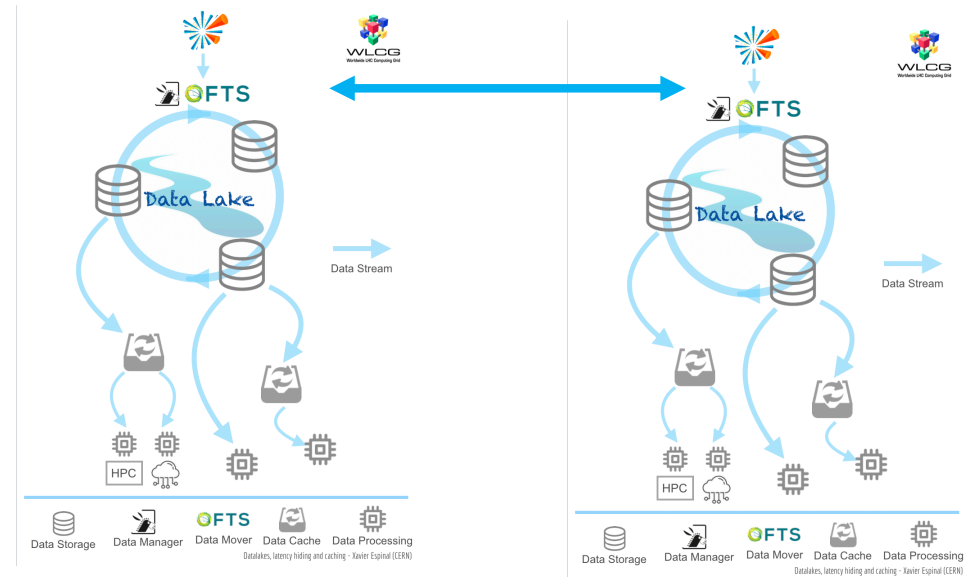 WLCG
Worldwide LHC Computing Grid
FTS
Data Lake
Data Stream
HPC
Data Storage
Data Manager
FTS
Data Mover
Data Cache
Data Processing
Datalakes, latency hiding and caching - Xavier Espinal (CERN)
WLCG
Worldwide LHC Computing Grid
FTS
Data Lake
Data Stream
HPC
Data Storage
Data Manager
FTS
Data Mover
Data Cache
Data Processing
Datalakes, latency hiding and caching - Xavier Espinal (CERN)